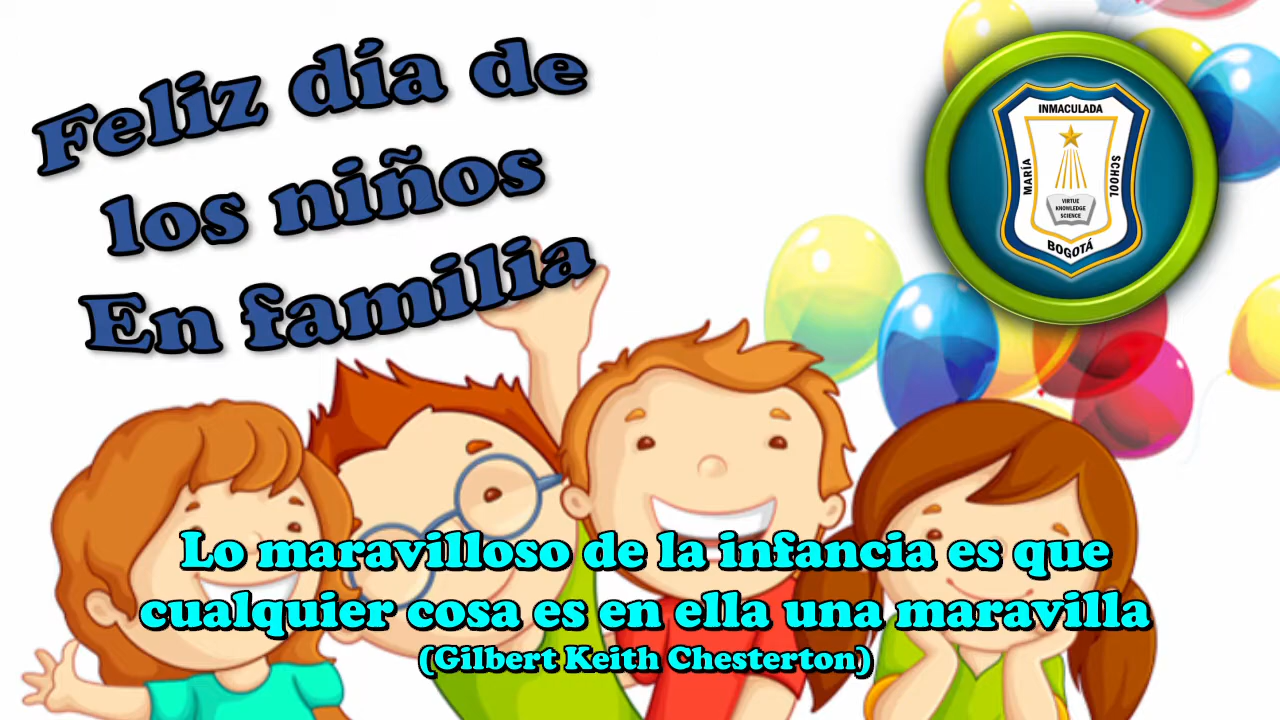 Feliz día de
los niños
En familia
INMACULADA
MARÍA
SCHOOL
VIRTUE
KNOWLEDGE
SCIENCE
BOGOTÁ
Lo maravilloso de la infancia es que
cualquier cosa es en ella una maravilla
(Gilbert Keith Chesterton)